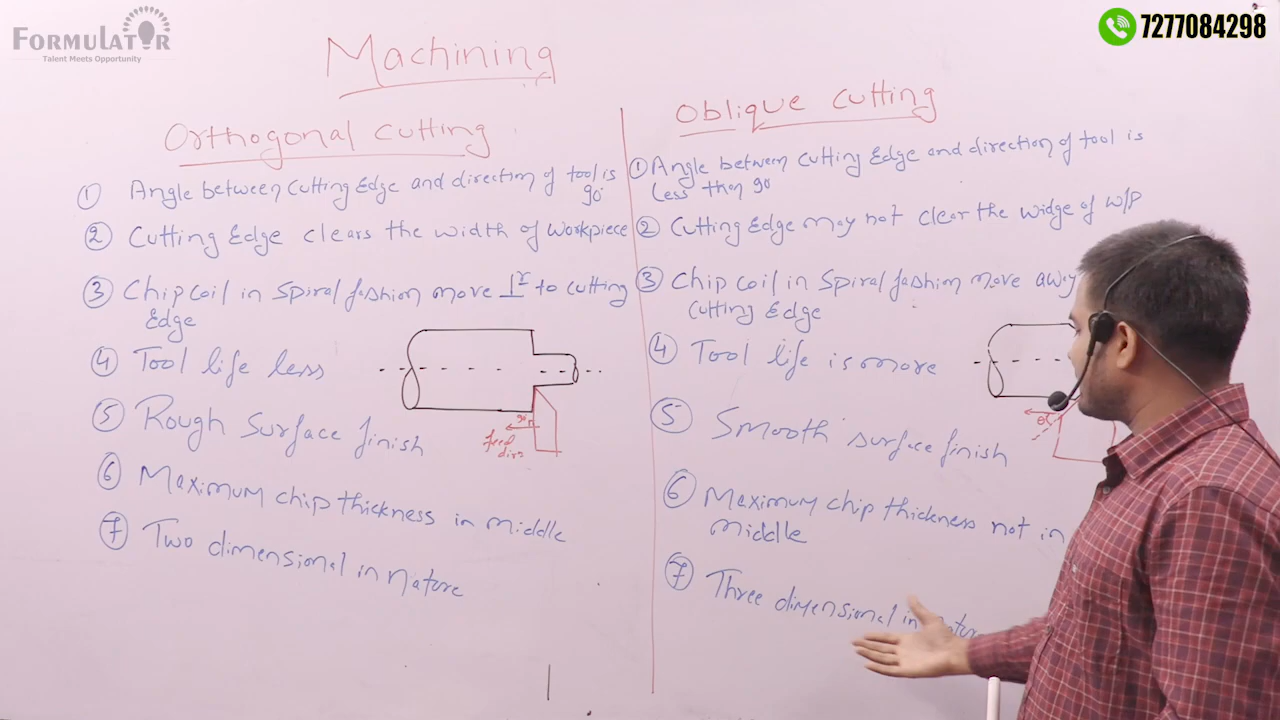 FORMULATOR
Talent Meets Opportunity
7277084298
Machining
Orthogonal cutting
① Angle between cutting Edge and direction of tool is
90°
② Cutting Edge clears the width of workpiece
③ Chip coil in Spiral fashion move ⊥r to cutting
Edge
④ Tool life less
⑤ Rough Surface finish
⑥ Maximum chip thickness in middle
⑦ Two dimensional in nature
90°
feed
dirn
Oblique cutting
① Angle between cutting Edge and direction of tool is
less then 90
② Cutting Edge may not clear the widge of W/P
③ Chip coil in Spiral fashion move away
cutting Edge
④ Tool life is more
⑤ Smooth surface finish
⑥ Maximum chip thickness not in
middle
⑦ Three dimensional in
θ